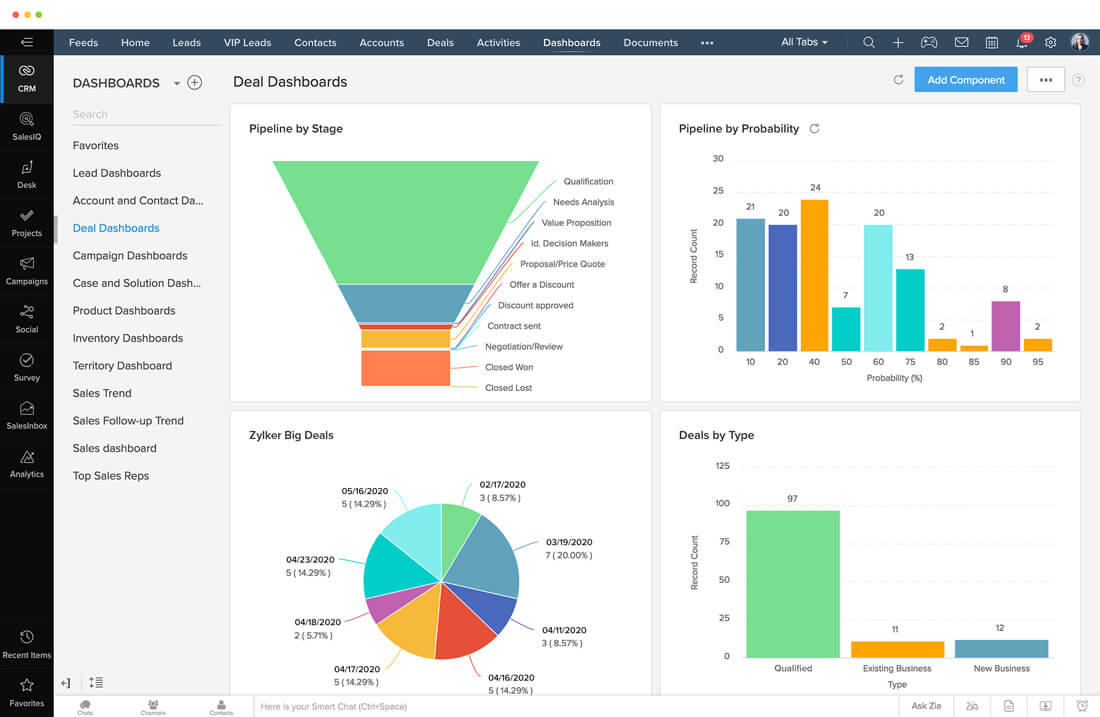 Feeds Home Leads VIP Leads Contacts Accounts Deals Activities Dashboards Documents ••• All Tabs 13
CRM
SalesIQ
Desk
Projects
Campaigns
Social
Survey
SalesInbox
Analytics
Recent Items
Favorites
DASHBOARDS
Search
Favorites
Lead Dashboards
Account and Contact Da...
Deal Dashboards
Campaign Dashboards
Case and Solution Dash...
Product Dashboards
Inventory Dashboards
Territory Dashboard
Sales Trend
Sales Follow-up Trend
Sales dashboard
Top Sales Reps
Deal Dashboards
Add Component ••• ?
Pipeline by Stage
Qualification
Needs Analysis
Value Proposition
Id. Decision Makers
Proposal/Price Quote
Offer a Discount
Discount approved
Contract sent
Negotiation/Review
Closed Won
Closed Lost
Pipeline by Probability
Record Count
30
25
20
15
10
5
0
21 20 24 7 20 13 2 1 8 2
10 20 40 50 60 75 80 85 90 95
Probability (%)
Zylker Big Deals
02/17/2020
3 ( 8.57% )
03/19/2020
7 ( 20.00% )
04/11/2020
3 ( 8.57% )
04/16/2020
5 ( 14.29% )
04/17/2020
5 ( 14.29% )
04/18/2020
2 ( 5.71% )
04/23/2020
5 ( 14.29% )
05/16/2020
5 ( 14.29% )
Deals by Type
Record Count
125
100
75
50
25
0
97 11 12
Qualified Existing Business New Business
Type
Chats Channels Contacts Here is your Smart Chat (Ctrl+Space) Ask Zia